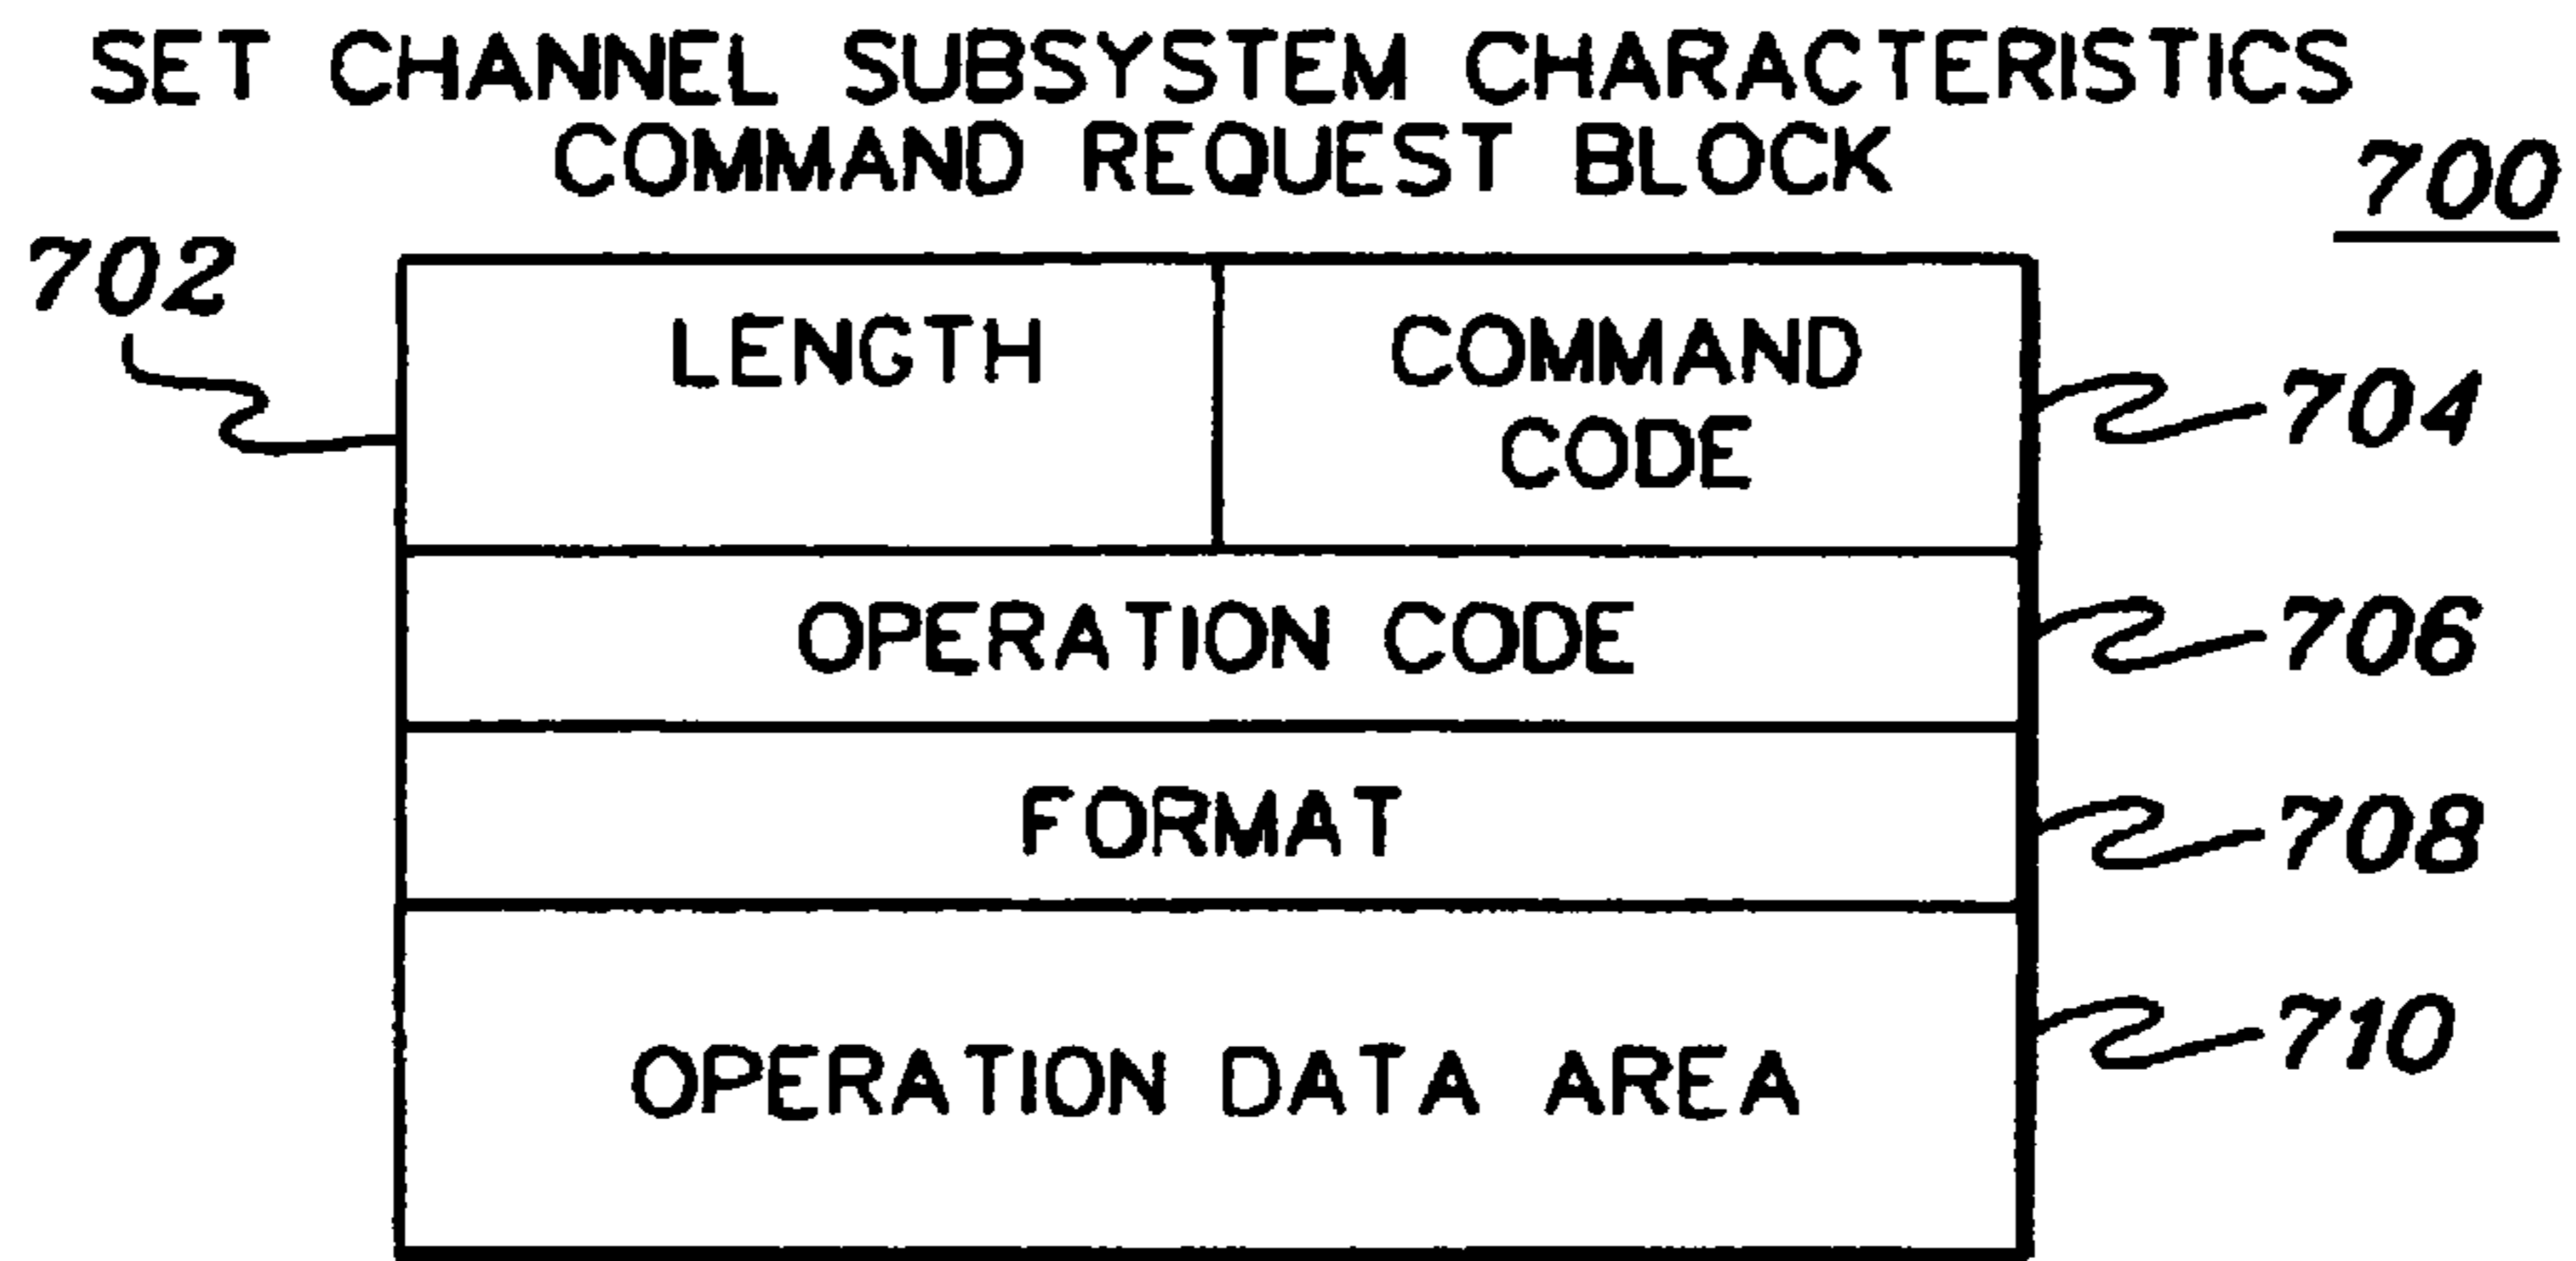 SET CHANNEL SUBSYSTEM CHARACTERISTICS
COMMAND REQUEST BLOCK
700
702
LENGTH
COMMAND
CODE
704
OPERATION CODE
706
FORMAT
708
OPERATION DATA AREA
710